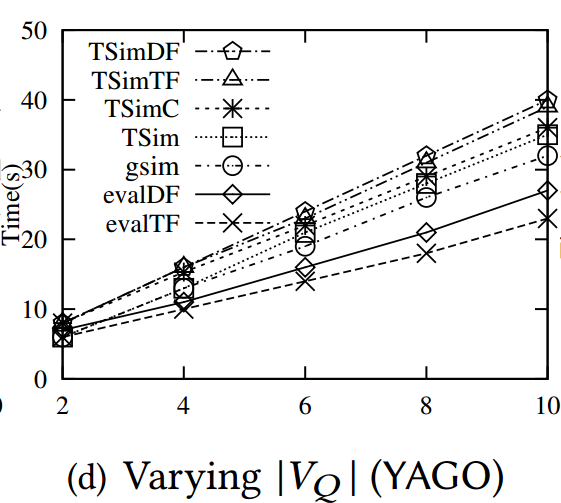 50
40
30
20
10
0
Time(s)
TSimDF
TSimTF
TSimC
TSim
gsim
evalDF
evalTF
2 4 6 8 10
(d) Varying |V_Q| (YAGO)